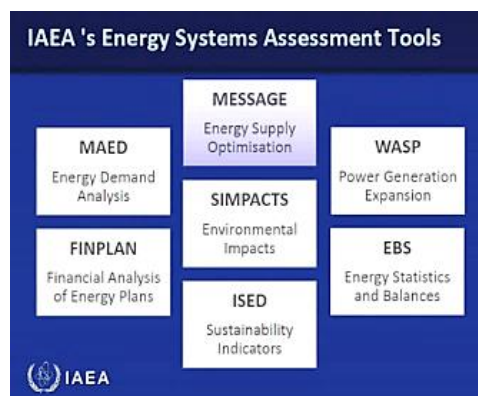 IAEA 's Energy Systems Assessment Tools
MESSAGE
Energy Supply
Optimisation
MAED
Energy Demand
Analysis
WASP
Power Generation
Expansion
SIMPACTS
Environmental
Impacts
FINPLAN
Financial Analysis
of Energy Plans
EBS
Energy Statistics
and Balances
ISED
Sustainability
Indicators
IAEA